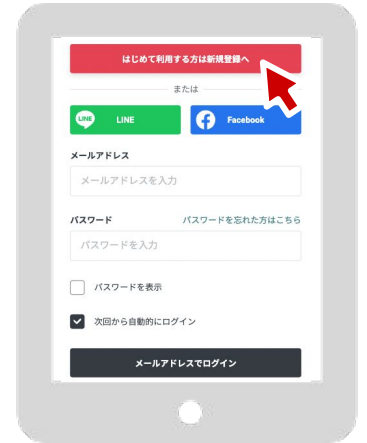 はじめて利用する方は新規登録へ
または
LINE LINE Facebook
メールアドレス
メールアドレスを入力
パスワード パスワードを忘れた方はこちら
パスワードを入力
パスワードを表示
次回から自動的にログイン
メールアドレスでログイン